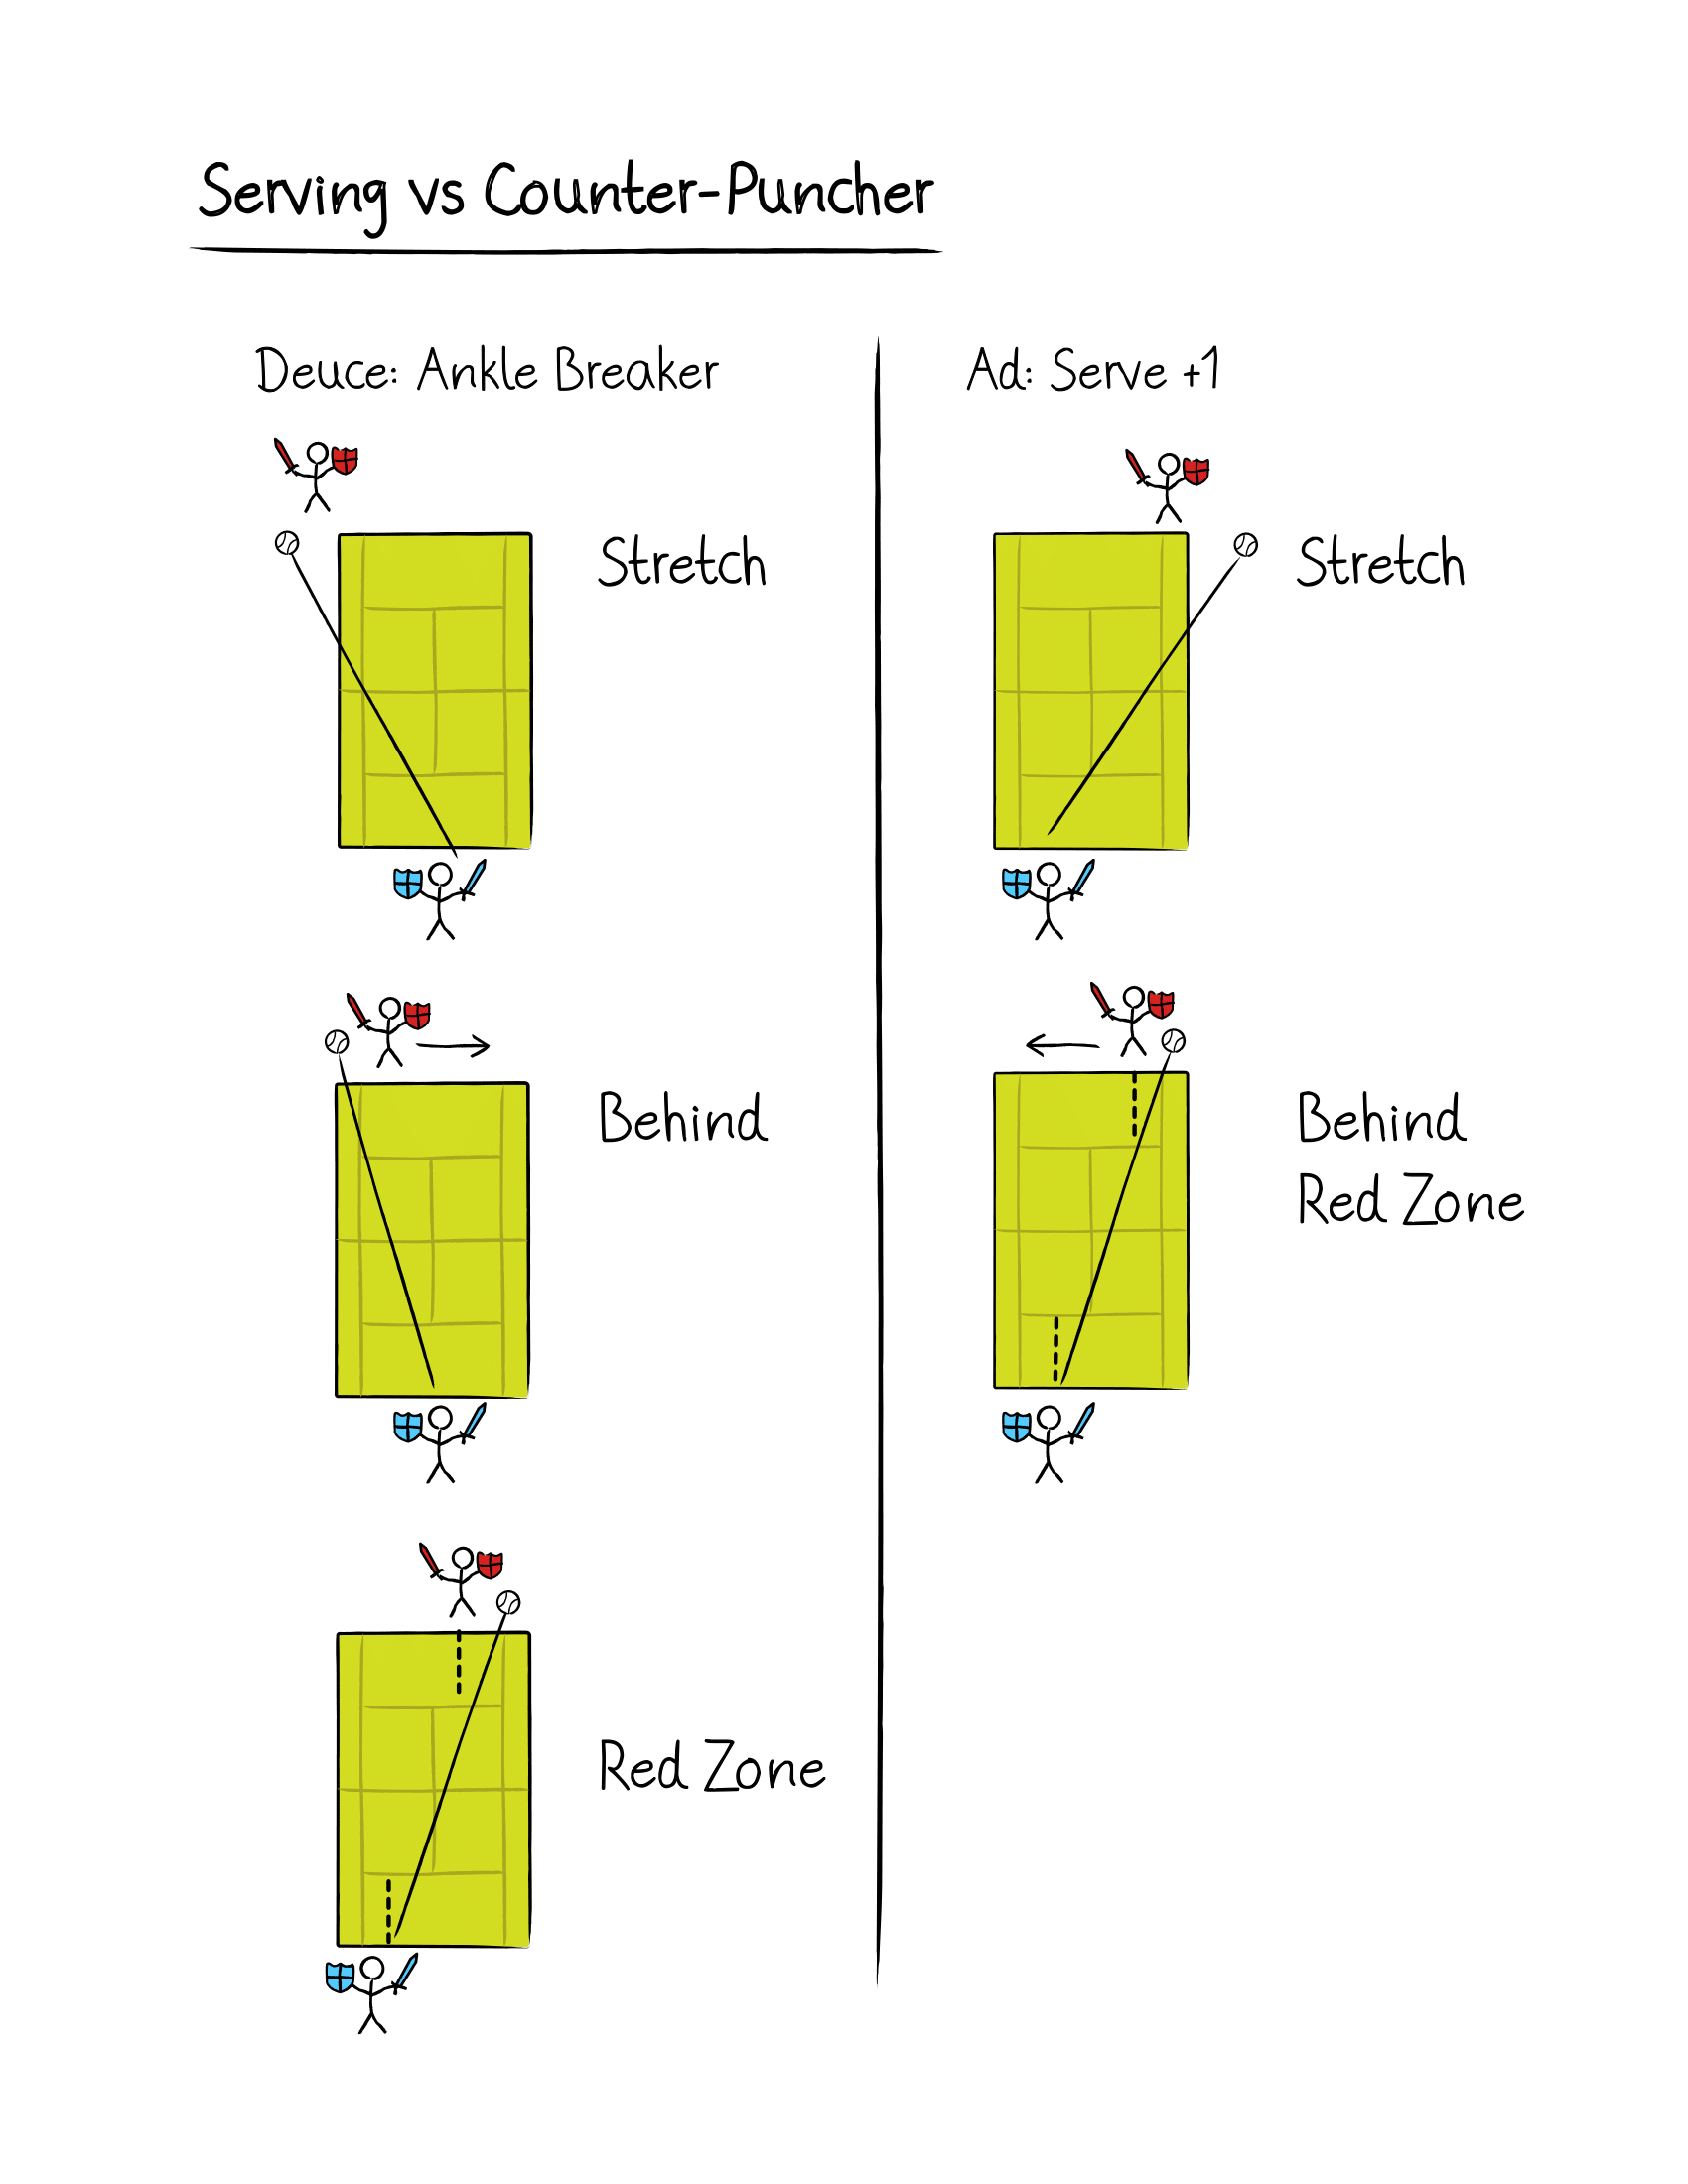 Serving vs Counter-Puncher
Deuce: Ankle Breaker
Stretch
Behind
Red Zone
Ad: Serve +1
Stretch
Behind
Red Zone